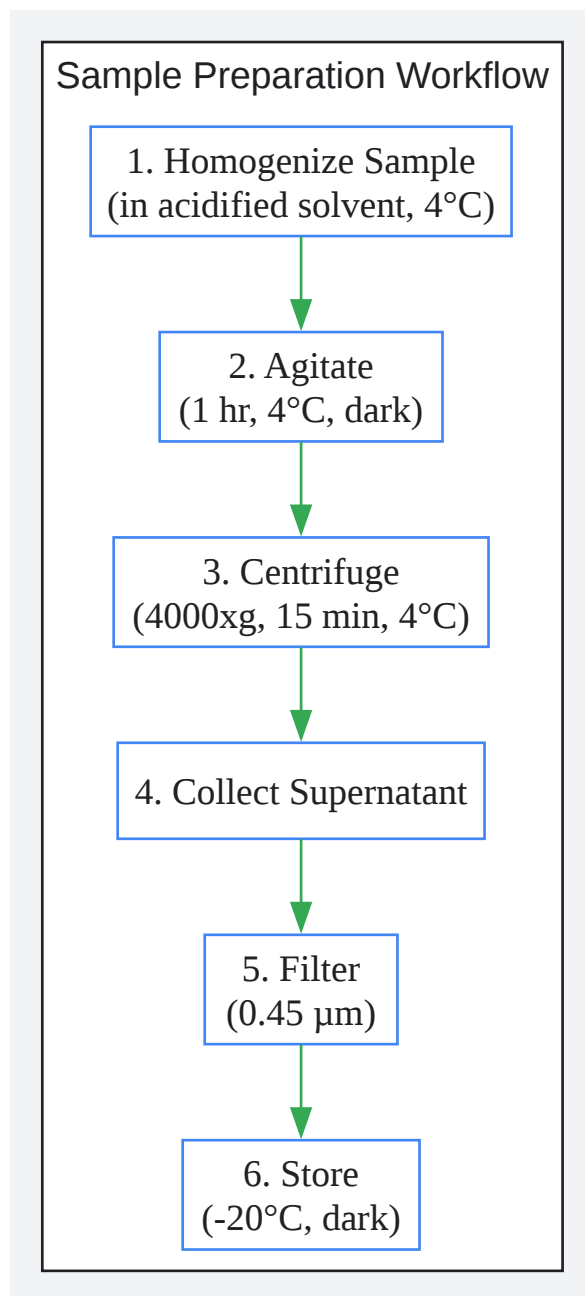 Sample Preparation Workflow
1. Homogenize Sample
(in acidified solvent, 4°C)
2. Agitate
(1 hr, 4°C, dark)
3. Centrifuge
(4000xg, 15 min, 4°C)
4. Collect Supernatant
5. Filter
(0.45 µm)
6. Store
(-20°C, dark)